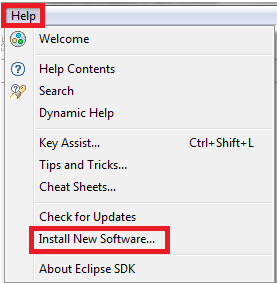 Help
Welcome
Help Contents
Search
Dynamic Help
Key Assist... Ctrl+Shift+L
Tips and Tricks...
Cheat Sheets...
Check for Updates
Install New Software...
About Eclipse SDK